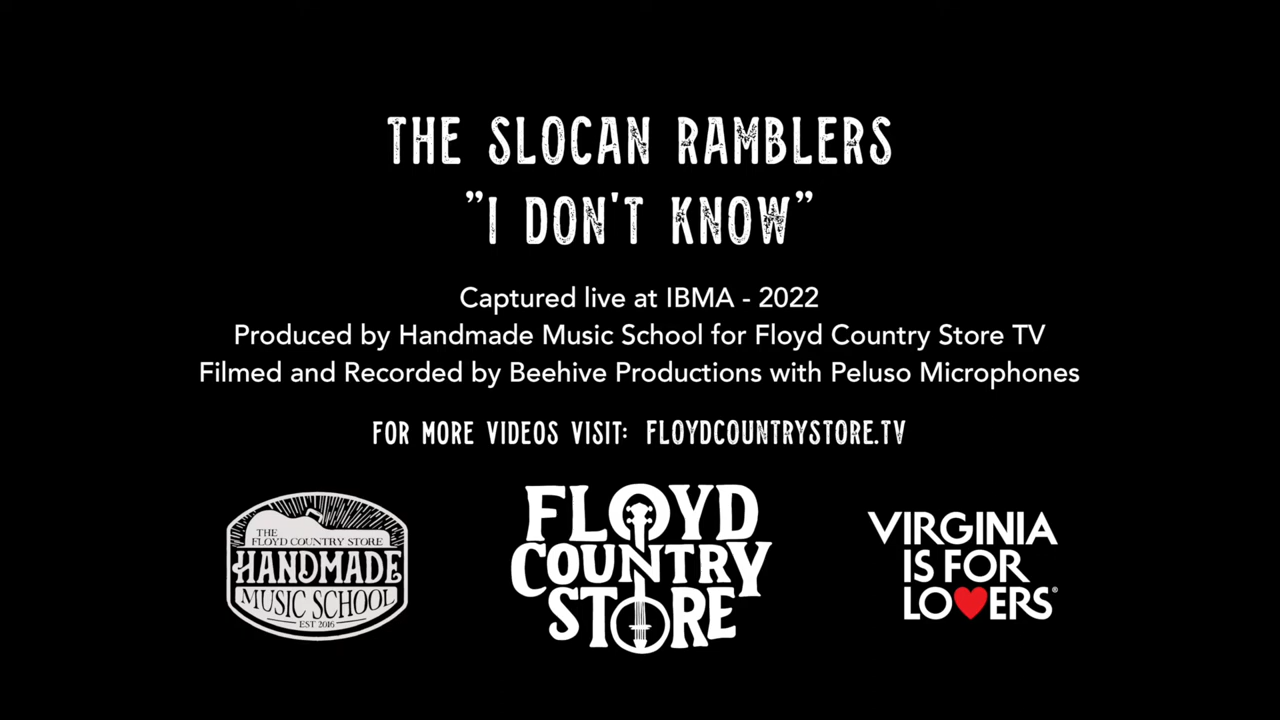 THE SLOCAN RAMBLERS
"I DON'T KNOW"
Captured live at IBMA - 2022
Produced by Handmade Music School for Floyd Country Store TV
Filmed and Recorded by Beehive Productions with Peluso Microphones
FOR MORE VIDEOS VISIT: FLOYDCOUNTRYSTORE.TV
THE
FLOYD COUNTRY STORE
HANDMADE
MUSIC SCHOOL
EST 2016
FLOYD
COUNTRY
STORE
VIRGINIA
IS FOR
LO♥ERS®